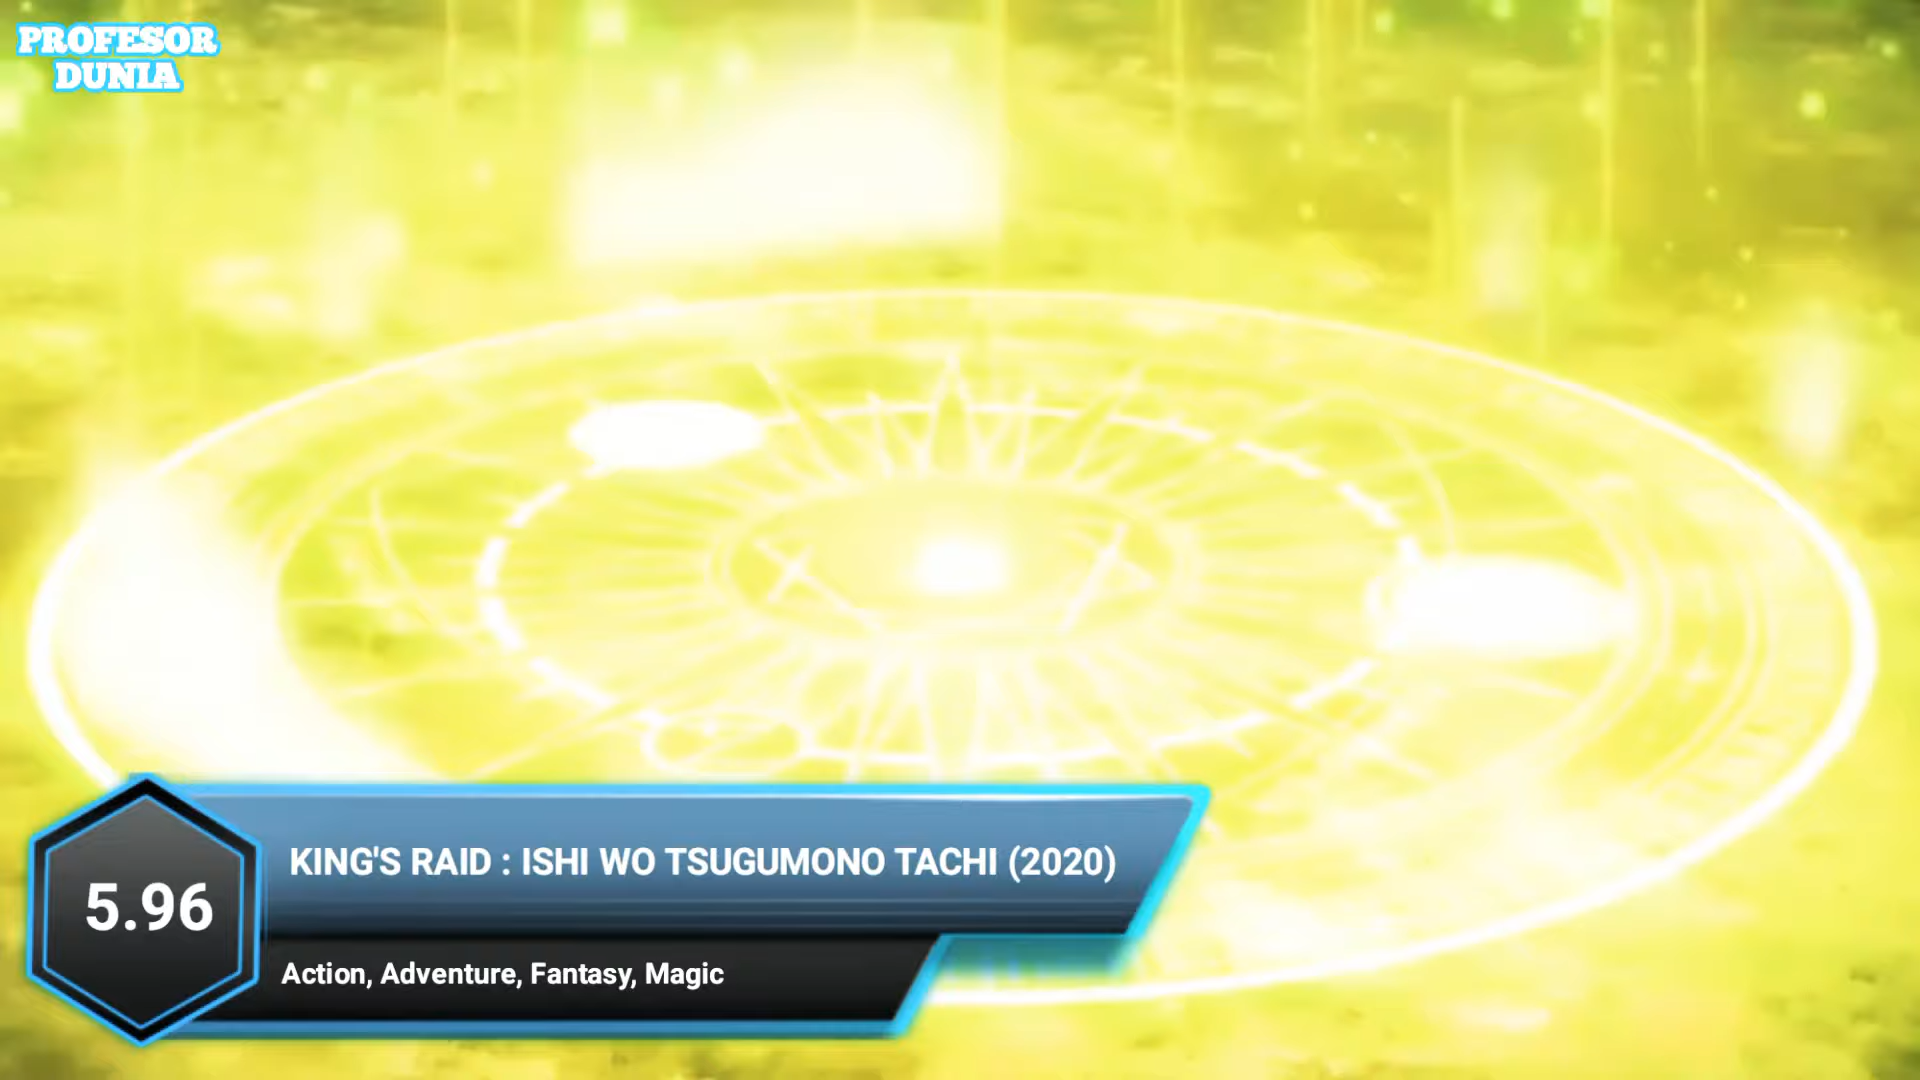 PROFESOR
DUNIA
KING'S RAID : ISHI WO TSUGUMONO TACHI (2020)
5.96
Action, Adventure, Fantasy, Magic